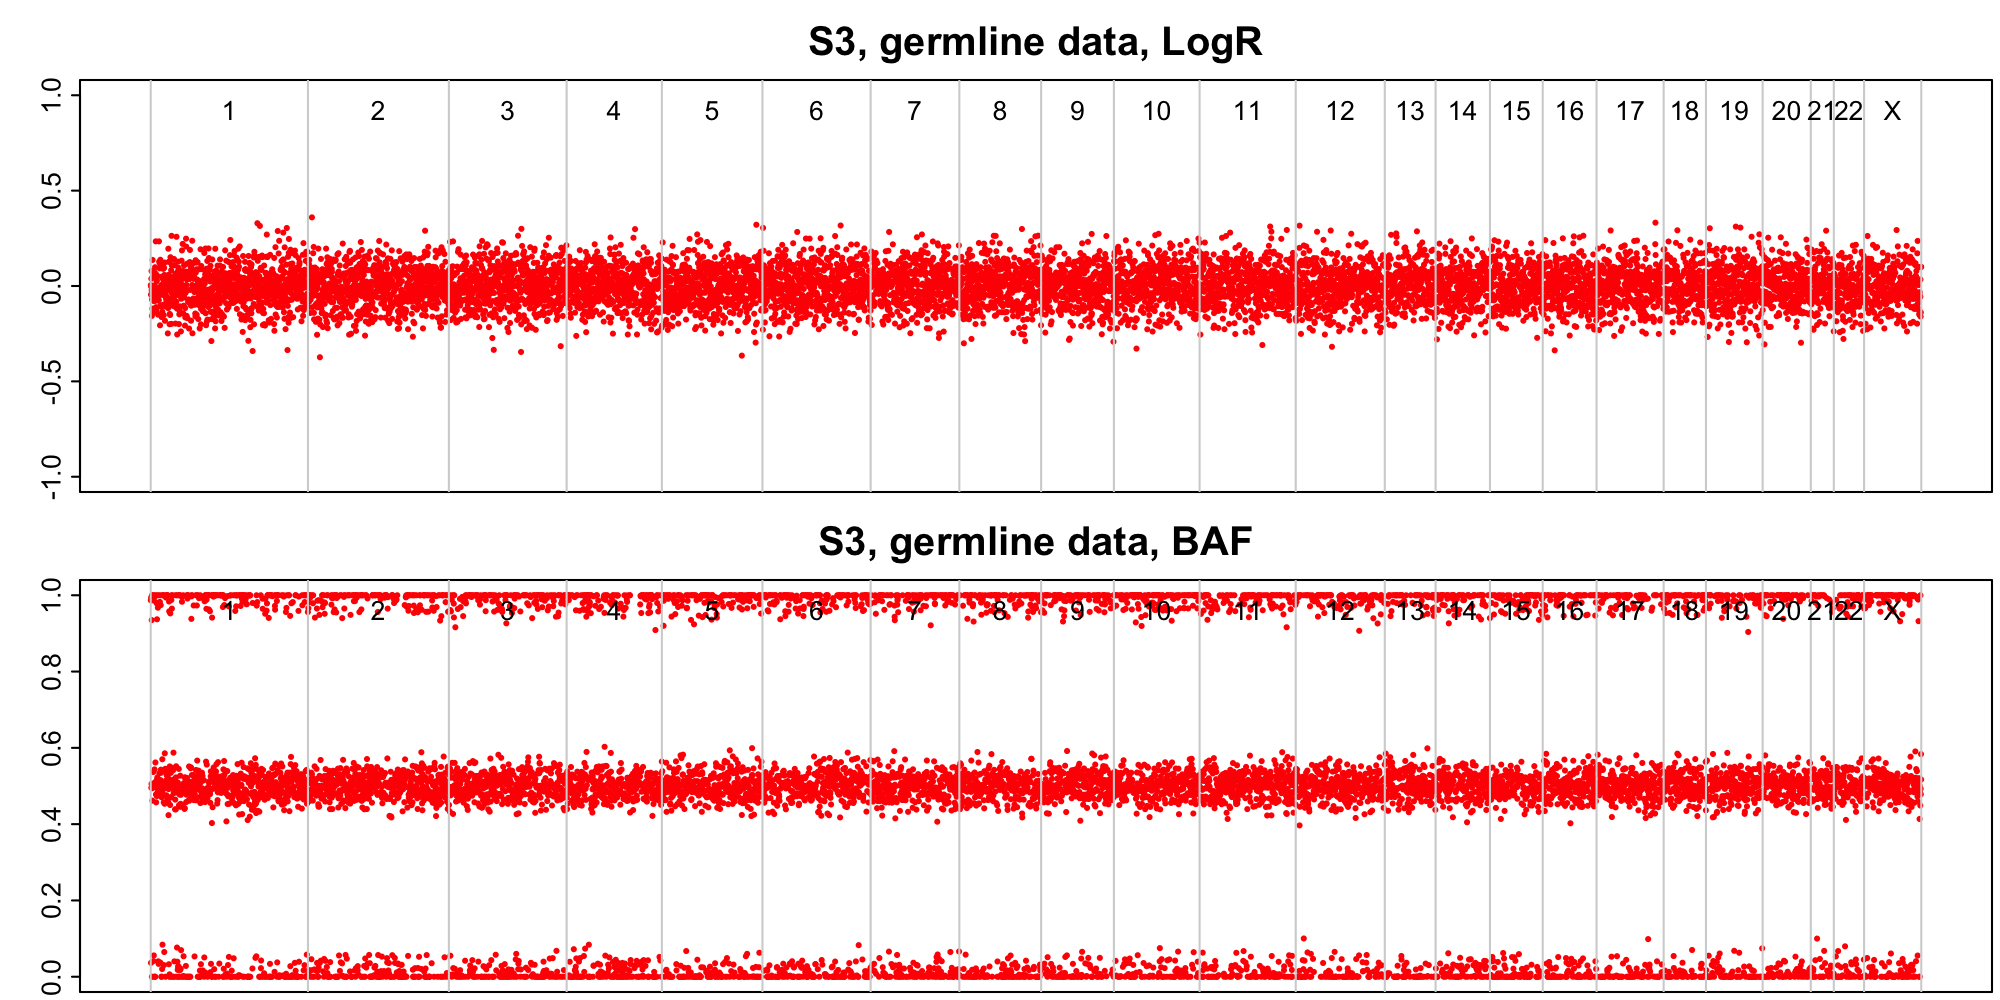 S3, germline data, LogR
1.0
0.5
0.0
-0.5
-1.0
1 2 3 4 5 6 7 8 9 10 11 12 13 14 15 16 17 18 19 20 21 22 X
S3, germline data, BAF
1.0
0.8
0.6
0.4
0.2
0.0
1 2 3 4 5 6 7 8 9 10 11 12 13 14 15 16 17 18 19 20 21 22 X